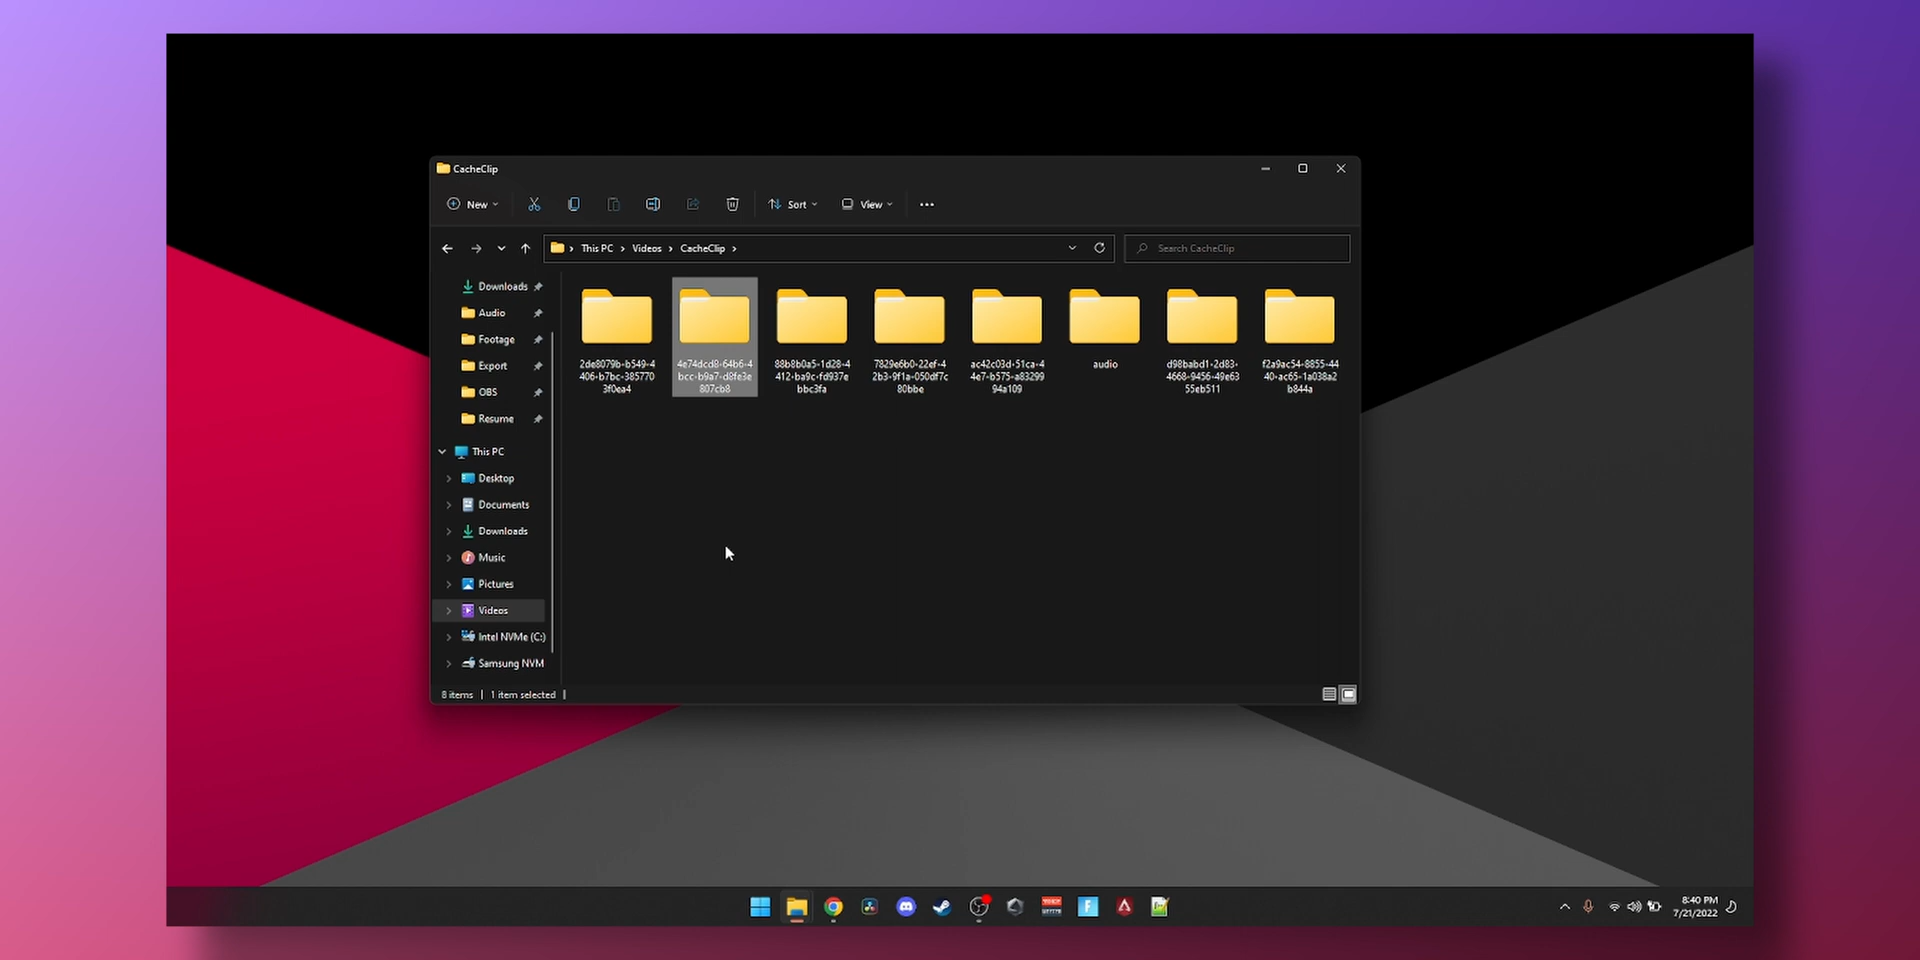 CacheClip
New
Sort
View
This PC > Videos > CacheClip >
Search CacheClip
Downloads
Audio
Footage
Export
OBS
Resume
This PC
Desktop
Documents
Downloads
Music
Pictures
Videos
Intel NVMe (C:)
Samsung NVM
2de8079b-b549-4
406-b7bc-385770
3f0ea4
4e74dcd8-64b6-4
bcc-b9a7-d8fe3e
807cb8
88b8b0a5-1d28-4
412-ba9c-fd937e
bbc3fa
7829e6b0-22ef-4
2b3-9f1a-050df7c
80bbe
ac42c03d-51ca-4
4e7-b575-a83299
94a109
audio
d98babd1-2d83-
4668-9456-49e63
55eb511
f2a9ac54-8855-44
40-ac65-1a038a2
b844a
8 items | 1 item selected |
8:40 PM
7/21/2022